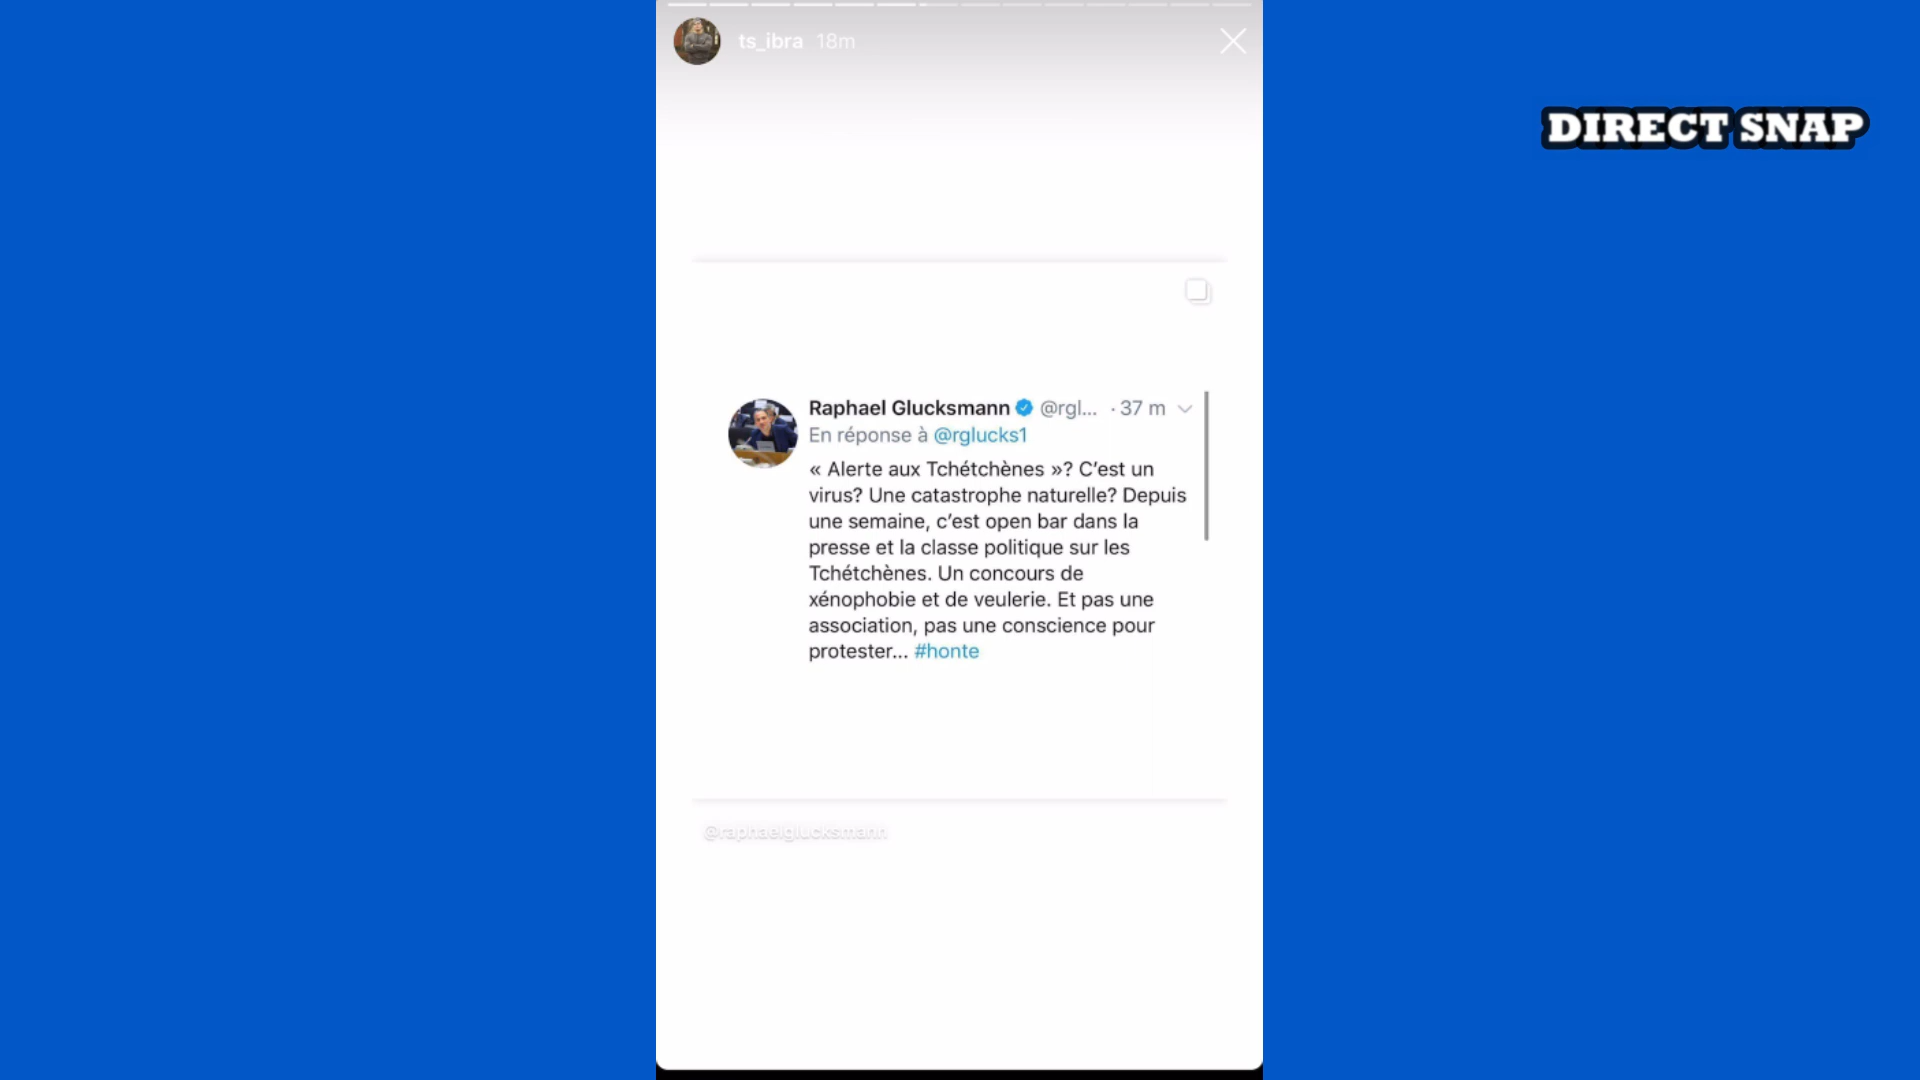 ts_ibra 18m
DIRECT SNAP
Raphael Glucksmann @rgl... · 37 m
En réponse à @rglucks1
« Alerte aux Tchétchènes »? C’est un
virus? Une catastrophe naturelle? Depuis
une semaine, c’est open bar dans la
presse et la classe politique sur les
Tchétchènes. Un concours de
xénophobie et de veulerie. Et pas une
association, pas une conscience pour
protester... #honte
@raphaelglucksmann